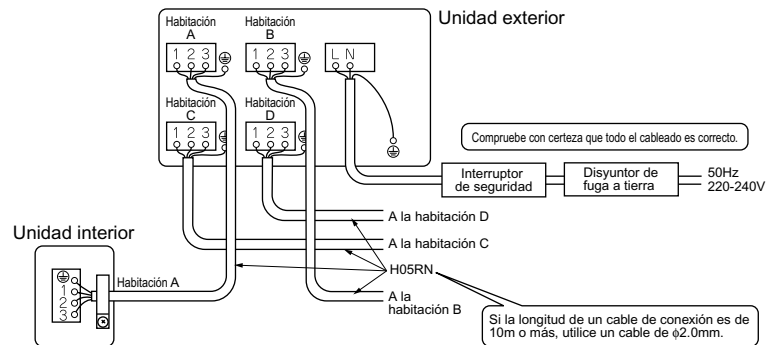 Unidad exterior
Habitación
A
Habitación
B
1 2 3
1 2 3
L N
Habitación
C
Habitación
D
1 2 3
1 2 3
Compruebe con certeza que todo el cableado es correcto.
Interruptor
de seguridad
Disyuntor de
fuga a tierra
50Hz
220-240V
A la habitación D
Unidad interior
A la habitación C
Habitación A
H05RN
1
2
3
A la
habitación B
Si la longitud de un cable de conexión es de
10m o más, utilice un cable de ϕ2.0mm.